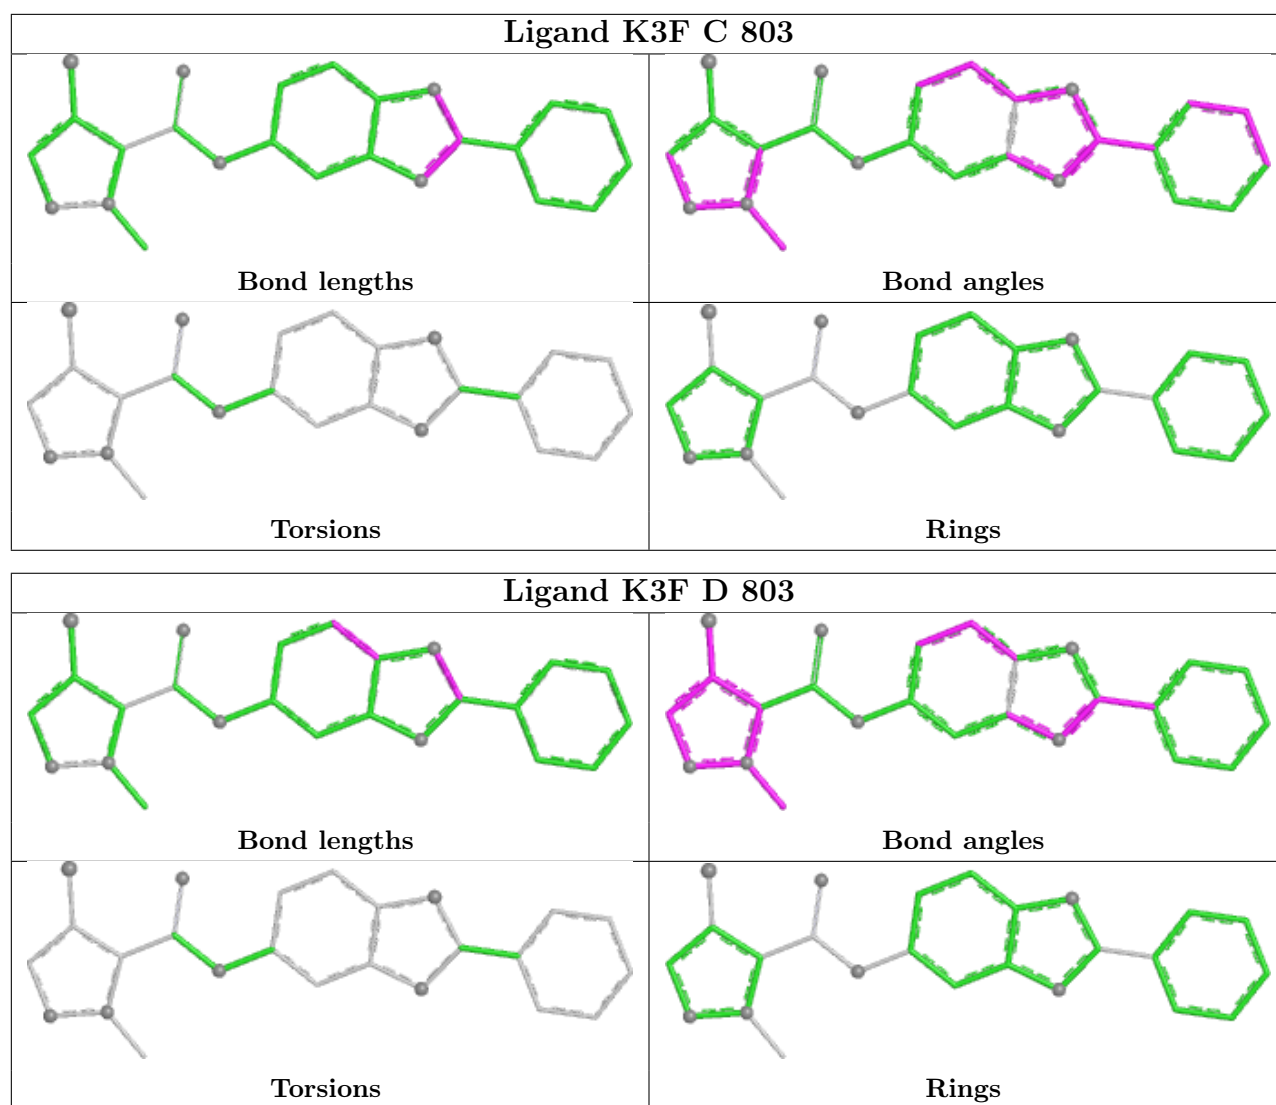 Ligand K3F C 803
Bond lengths
Bond angles
Torsions
Rings
Ligand K3F D 803
Bond lengths
Bond angles
Torsions
Rings